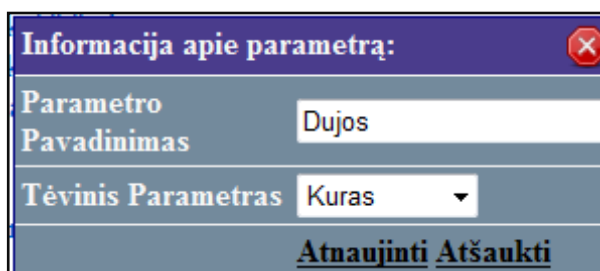 Informacija apie parametrą:
Parametro
Pavadinimas
Dujos
Tėvinis Parametras
Kuras
Atnaujinti Atšaukti